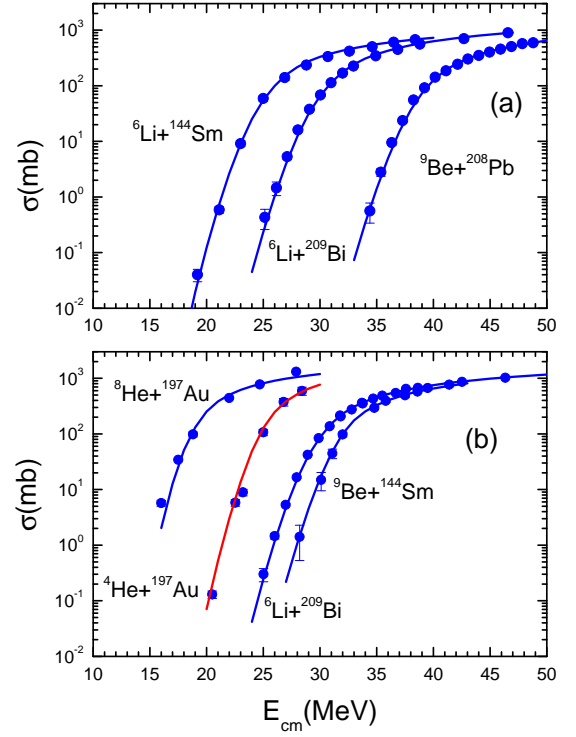 σ(mb)
10³
10²
10¹
10⁰
10⁻¹
10⁻²
(a)
⁶Li+¹⁴⁴Sm
⁹Be+²⁰⁸Pb
⁶Li+²⁰⁹Bi
10 15 20 25 30 35 40 45 50
σ(mb)
10³
10²
10¹
10⁰
10⁻¹
10⁻²
⁸He+¹⁹⁷Au
(b)
⁹Be+¹⁴⁴Sm
⁴He+¹⁹⁷Au
⁶Li+²⁰⁹Bi
10 15 20 25 30 35 40 45 50
E_cm(MeV)